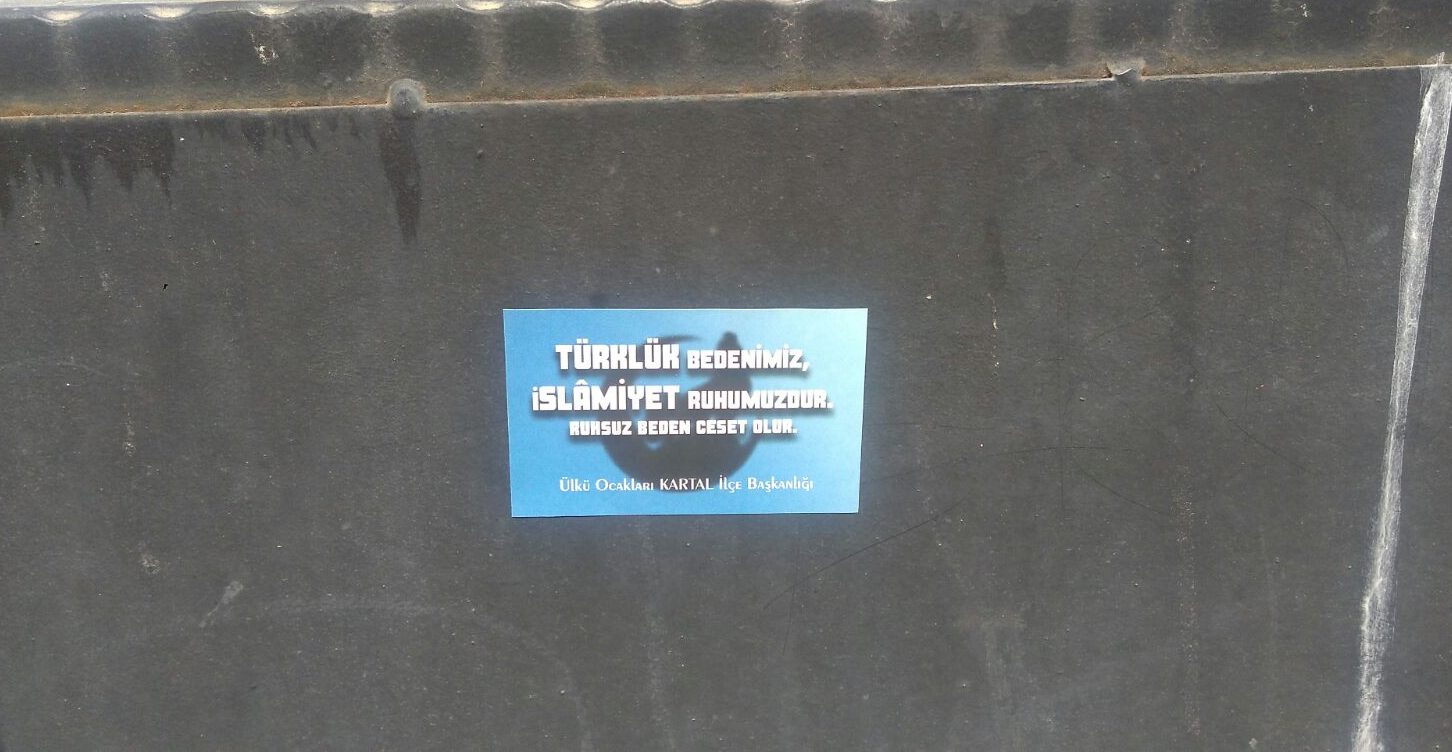 TÜRKLÜK BEDENİMİZ,
İSLÂMİYET RUHUMUZDUR.
RUHSUZ BEDEN CESET OLUR.
Ülkü Ocakları KARTAL İlçe Başkanlığı